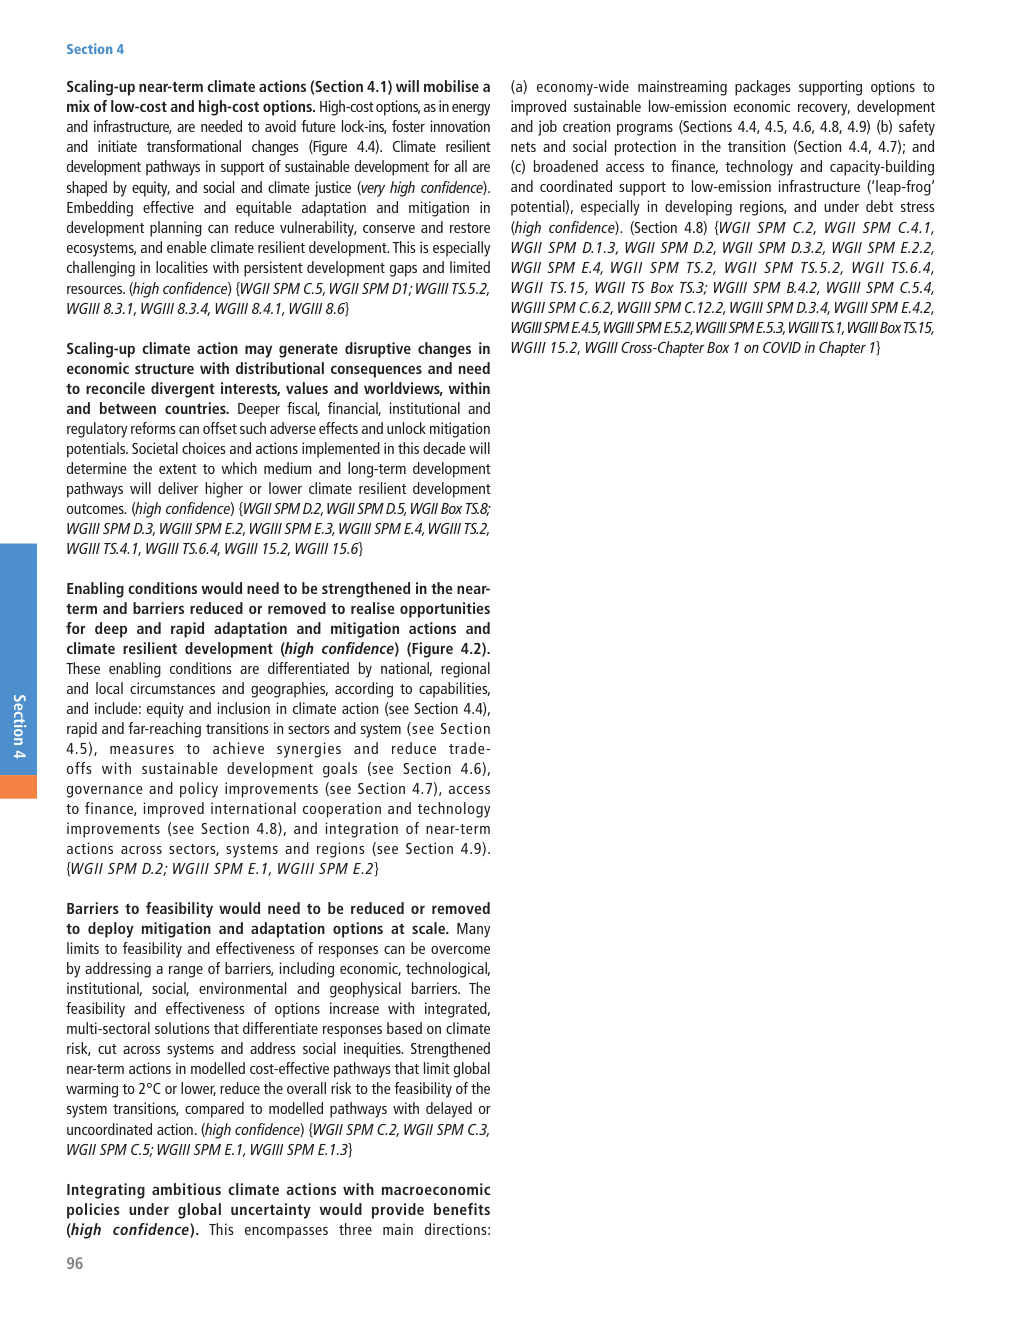 Section 4
Scaling-up near-term climate actions (Section 4.1) will mobilise a
mix of low-cost and high-cost options. High-cost options, as in energy
and infrastructure, are needed to avoid future lock-ins, foster innovation
and initiate transformational changes (Figure 4.4). Climate resilient
development pathways in support of sustainable development for all are
shaped by equity, and social and climate justice (very high confidence).
Embedding effective and equitable adaptation and mitigation in
development planning can reduce vulnerability, conserve and restore
ecosystems, and enable climate resilient development. This is especially
challenging in localities with persistent development gaps and limited
resources. (high confidence) {WGII SPM C.5, WGII SPM D1; WGIII TS.5.2,
WGIII 8.3.1, WGIII 8.3.4, WGIII 8.4.1, WGIII 8.6}
Scaling-up climate action may generate disruptive changes in
economic structure with distributional consequences and need
to reconcile divergent interests, values and worldviews, within
and between countries. Deeper fiscal, financial, institutional and
regulatory reforms can offset such adverse effects and unlock mitigation
potentials. Societal choices and actions implemented in this decade will
determine the extent to which medium and long-term development
pathways will deliver higher or lower climate resilient development
outcomes. (high confidence) {WGII SPM D.2, WGII SPM D.5, WGII Box TS.8;
WGIII SPM D.3, WGIII SPM E.2, WGIII SPM E.3, WGIII SPM E.4, WGIII TS.2,
WGIII TS.4.1, WGIII TS.6.4, WGIII 15.2, WGIII 15.6}
Enabling conditions would need to be strengthened in the near-
term and barriers reduced or removed to realise opportunities
for deep and rapid adaptation and mitigation actions and
climate resilient development (high confidence) (Figure 4.2).
These enabling conditions are differentiated by national, regional
and local circumstances and geographies, according to capabilities,
and include: equity and inclusion in climate action (see Section 4.4),
rapid and far-reaching transitions in sectors and system (see Section
4.5), measures to achieve synergies and reduce trade-
offs with sustainable development goals (see Section 4.6),
governance and policy improvements (see Section 4.7), access
to finance, improved international cooperation and technology
improvements (see Section 4.8), and integration of near-term
actions across sectors, systems and regions (see Section 4.9).
{WGII SPM D.2; WGIII SPM E.1, WGIII SPM E.2}
Barriers to feasibility would need to be reduced or removed
to deploy mitigation and adaptation options at scale. Many
limits to feasibility and effectiveness of responses can be overcome
by addressing a range of barriers, including economic, technological,
institutional, social, environmental and geophysical barriers. The
feasibility and effectiveness of options increase with integrated,
multi-sectoral solutions that differentiate responses based on climate
risk, cut across systems and address social inequities. Strengthened
near-term actions in modelled cost-effective pathways that limit global
warming to 2°C or lower, reduce the overall risk to the feasibility of the
system transitions, compared to modelled pathways with delayed or
uncoordinated action. (high confidence) {WGII SPM C.2, WGII SPM C.3,
WGII SPM C.5; WGIII SPM E.1, WGIII SPM E.1.3}
Integrating ambitious climate actions with macroeconomic
policies under global uncertainty would provide benefits
(high confidence). This encompasses three main directions:
(a) economy-wide mainstreaming packages supporting options to
improved sustainable low-emission economic recovery, development
and job creation programs (Sections 4.4, 4.5, 4.6, 4.8, 4.9) (b) safety
nets and social protection in the transition (Section 4.4, 4.7); and
(c) broadened access to finance, technology and capacity-building
and coordinated support to low-emission infrastructure (‘leap-frog’
potential), especially in developing regions, and under debt stress
(high confidence). (Section 4.8) {WGII SPM C.2, WGII SPM C.4.1,
WGII SPM D.1.3, WGII SPM D.2, WGII SPM D.3.2, WGII SPM E.2.2,
WGII SPM E.4, WGII SPM TS.2, WGII SPM TS.5.2, WGII TS.6.4,
WGII TS.15, WGII TS Box TS.3; WGIII SPM B.4.2, WGIII SPM C.5.4,
WGIII SPM C.6.2, WGIII SPM C.12.2, WGIII SPM D.3.4, WGIII SPM E.4.2,
WGIII SPM E.4.5, WGIII SPM E.5.2, WGIII SPM E.5.3, WGIII TS.1, WGIII Box TS.15,
WGIII 15.2, WGIII Cross-Chapter Box 1 on COVID in Chapter 1}
Section 4
96